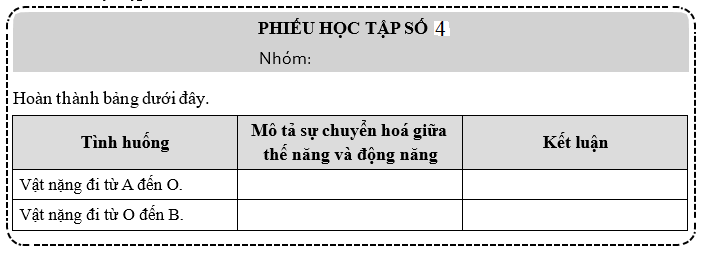 PHIẾU HỌC TẬP SỐ 4
Nhóm:
Hoàn thành bảng dưới đây.
Tình huống
Mô tả sự chuyển hoá giữa
thế năng và động năng
Kết luận
Vật nặng đi từ A đến O.
Vật nặng đi từ O đến B.